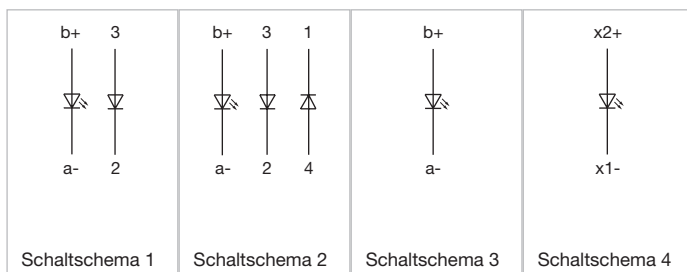 b+ 3
a- 2
Schaltschema 1
b+ 3 1
a- 2 4
Schaltschema 2
b+
a-
Schaltschema 3
x2+
x1-
Schaltschema 4